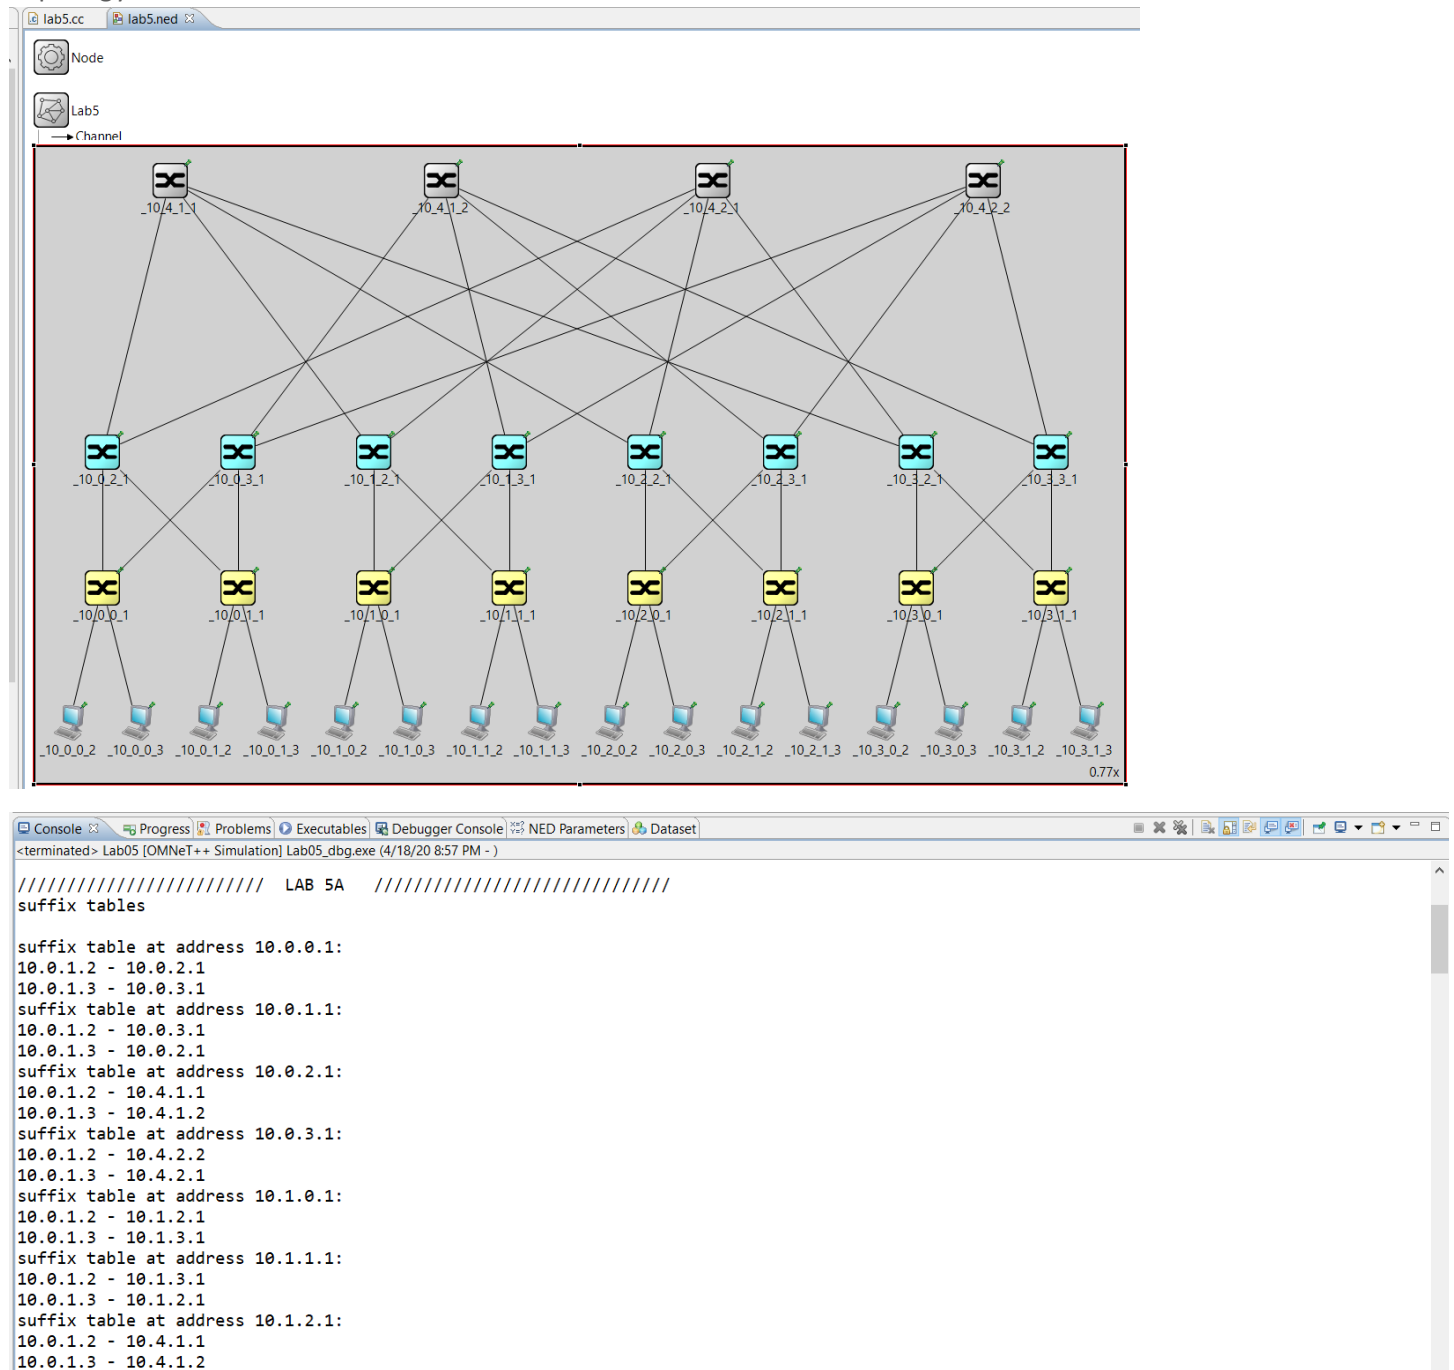 lab5.cc lab5.ned
Node
Lab5
Channel
_10_4_1_1 _10_4_1_2 _10_4_2_1 _10_4_2_2
_10_0_2_1 _10_0_3_1 _10_1_2_1 _10_1_3_1 _10_2_2_1 _10_2_3_1 _10_3_2_1 _10_3_3_1
_10_0_0_1 _10_0_1_1 _10_1_0_1 _10_1_1_1 _10_2_0_1 _10_2_1_1 _10_3_0_1 _10_3_1_1
_10_0_0_2 _10_0_0_3 _10_0_1_2 _10_0_1_3 _10_1_0_2 _10_1_0_3 _10_1_1_2 _10_1_1_3 _10_2_0_2 _10_2_0_3 _10_2_1_2 _10_2_1_3 _10_3_0_2 _10_3_0_3 _10_3_1_2 _10_3_1_3
0.77x
Console Progress Problems Executables Debugger Console NED Parameters Dataset
<terminated> Lab05 [OMNeT++ Simulation] Lab05_dbg.exe (4/18/20 8:57 PM - )
///////////////////////// LAB 5A //////////////////////////////
suffix tables
suffix table at address 10.0.0.1:
10.0.1.2 - 10.0.2.1
10.0.1.3 - 10.0.3.1
suffix table at address 10.0.1.1:
10.0.1.2 - 10.0.3.1
10.0.1.3 - 10.0.2.1
suffix table at address 10.0.2.1:
10.0.1.2 - 10.4.1.1
10.0.1.3 - 10.4.1.2
suffix table at address 10.0.3.1:
10.0.1.2 - 10.4.2.2
10.0.1.3 - 10.4.2.1
suffix table at address 10.1.0.1:
10.0.1.2 - 10.1.2.1
10.0.1.3 - 10.1.3.1
suffix table at address 10.1.1.1:
10.0.1.2 - 10.1.3.1
10.0.1.3 - 10.1.2.1
suffix table at address 10.1.2.1:
10.0.1.2 - 10.4.1.1
10.0.1.3 - 10.4.1.2